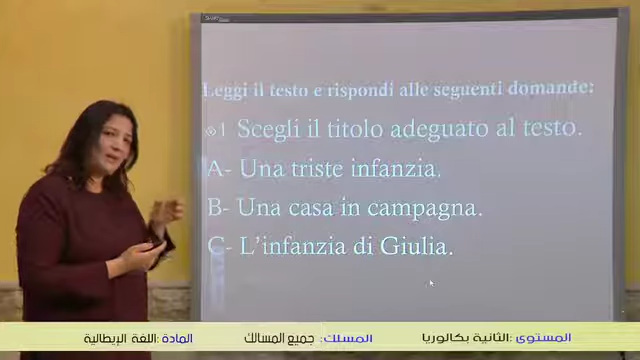 Leggi il testo e rispondi alle seguenti domande:
※1 Scegli il titolo adeguato al testo.
A- Una triste infanzia.
B- Una casa in campagna.
C- L'infanzia di Giulia.
المستوى :الثانية بكالوريا المسلك: جميع المسالك المادة :اللغة الإيطالية